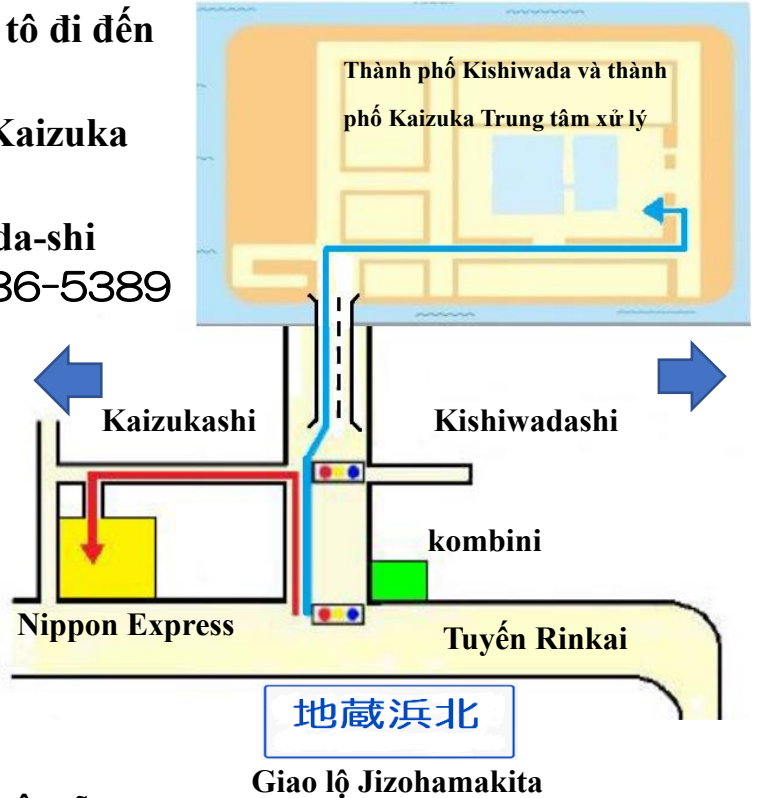 tô đi đến
Thành phố Kishiwada và thành
phố Kaizuka Trung tâm xử lý
Kaizuka
da-shi
36-5389
Kaizukashi
Kishiwadashi
kombini
Nippon Express
Tuyến Rinkai
地蔵浜北
Giao lộ Jizohamakita